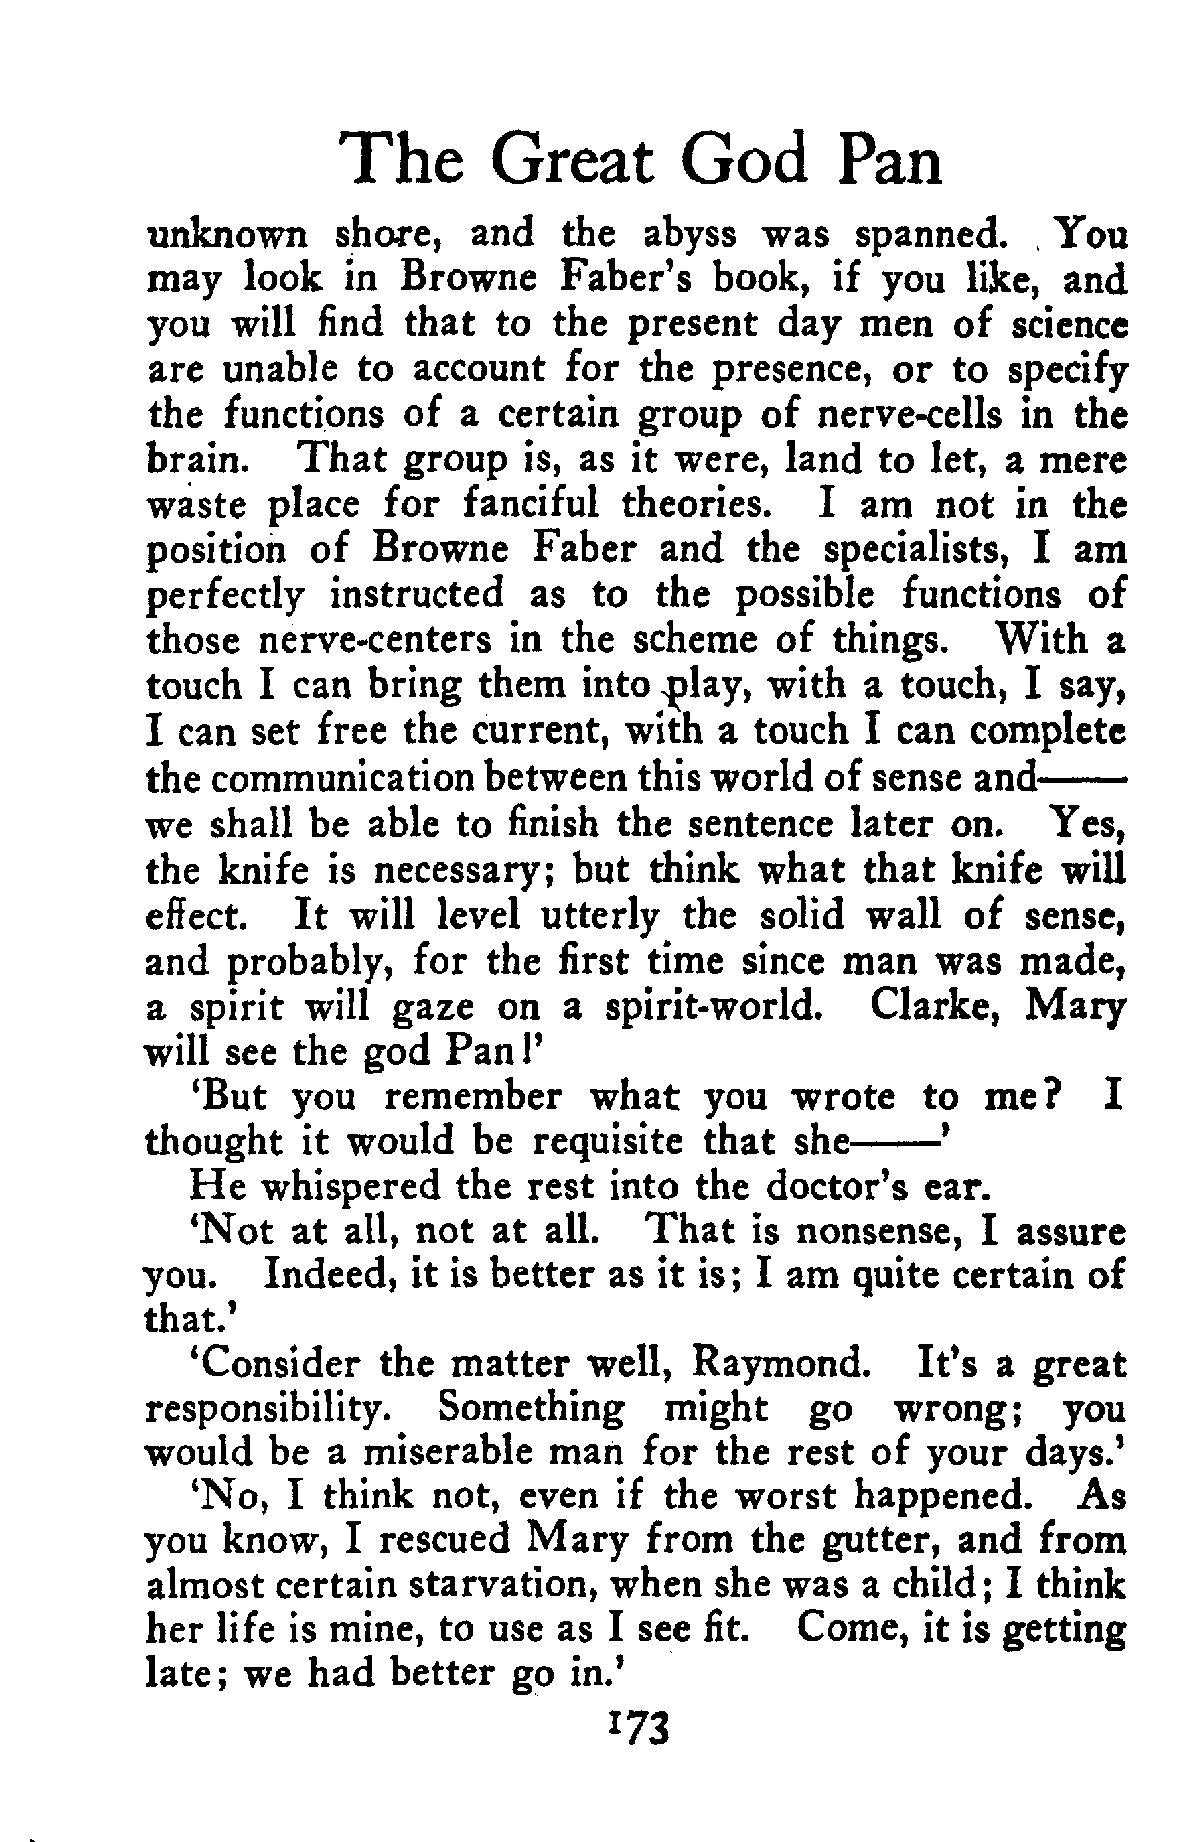 The Great God Pan
unknown shore, and the abyss was spanned. You
may look in Browne Faber's book, if you like, and
you will find that to the present day men of science
are unable to account for the presence, or to specify
the functions of a certain group of nerve-cells in the
brain. That group is, as it were, land to let, a mere
waste place for fanciful theories. I am not in the
position of Browne Faber and the specialists, I am
perfectly instructed as to the possible functions of
those nerve-centers in the scheme of things. With a
touch I can bring them into play, with a touch, I say,
I can set free the current, with a touch I can complete
the communication between this world of sense and——
we shall be able to finish the sentence later on. Yes,
the knife is necessary; but think what that knife will
effect. It will level utterly the solid wall of sense,
and probably, for the first time since man was made,
a spirit will gaze on a spirit-world. Clarke, Mary
will see the god Pan!'
'But you remember what you wrote to me? I
thought it would be requisite that she——'
He whispered the rest into the doctor's ear.
'Not at all, not at all. That is nonsense, I assure
you. Indeed, it is better as it is; I am quite certain of
that.'
'Consider the matter well, Raymond. It's a great
responsibility. Something might go wrong; you
would be a miserable man for the rest of your days.'
'No, I think not, even if the worst happened. As
you know, I rescued Mary from the gutter, and from
almost certain starvation, when she was a child; I think
her life is mine, to use as I see fit. Come, it is getting
late; we had better go in.'
173